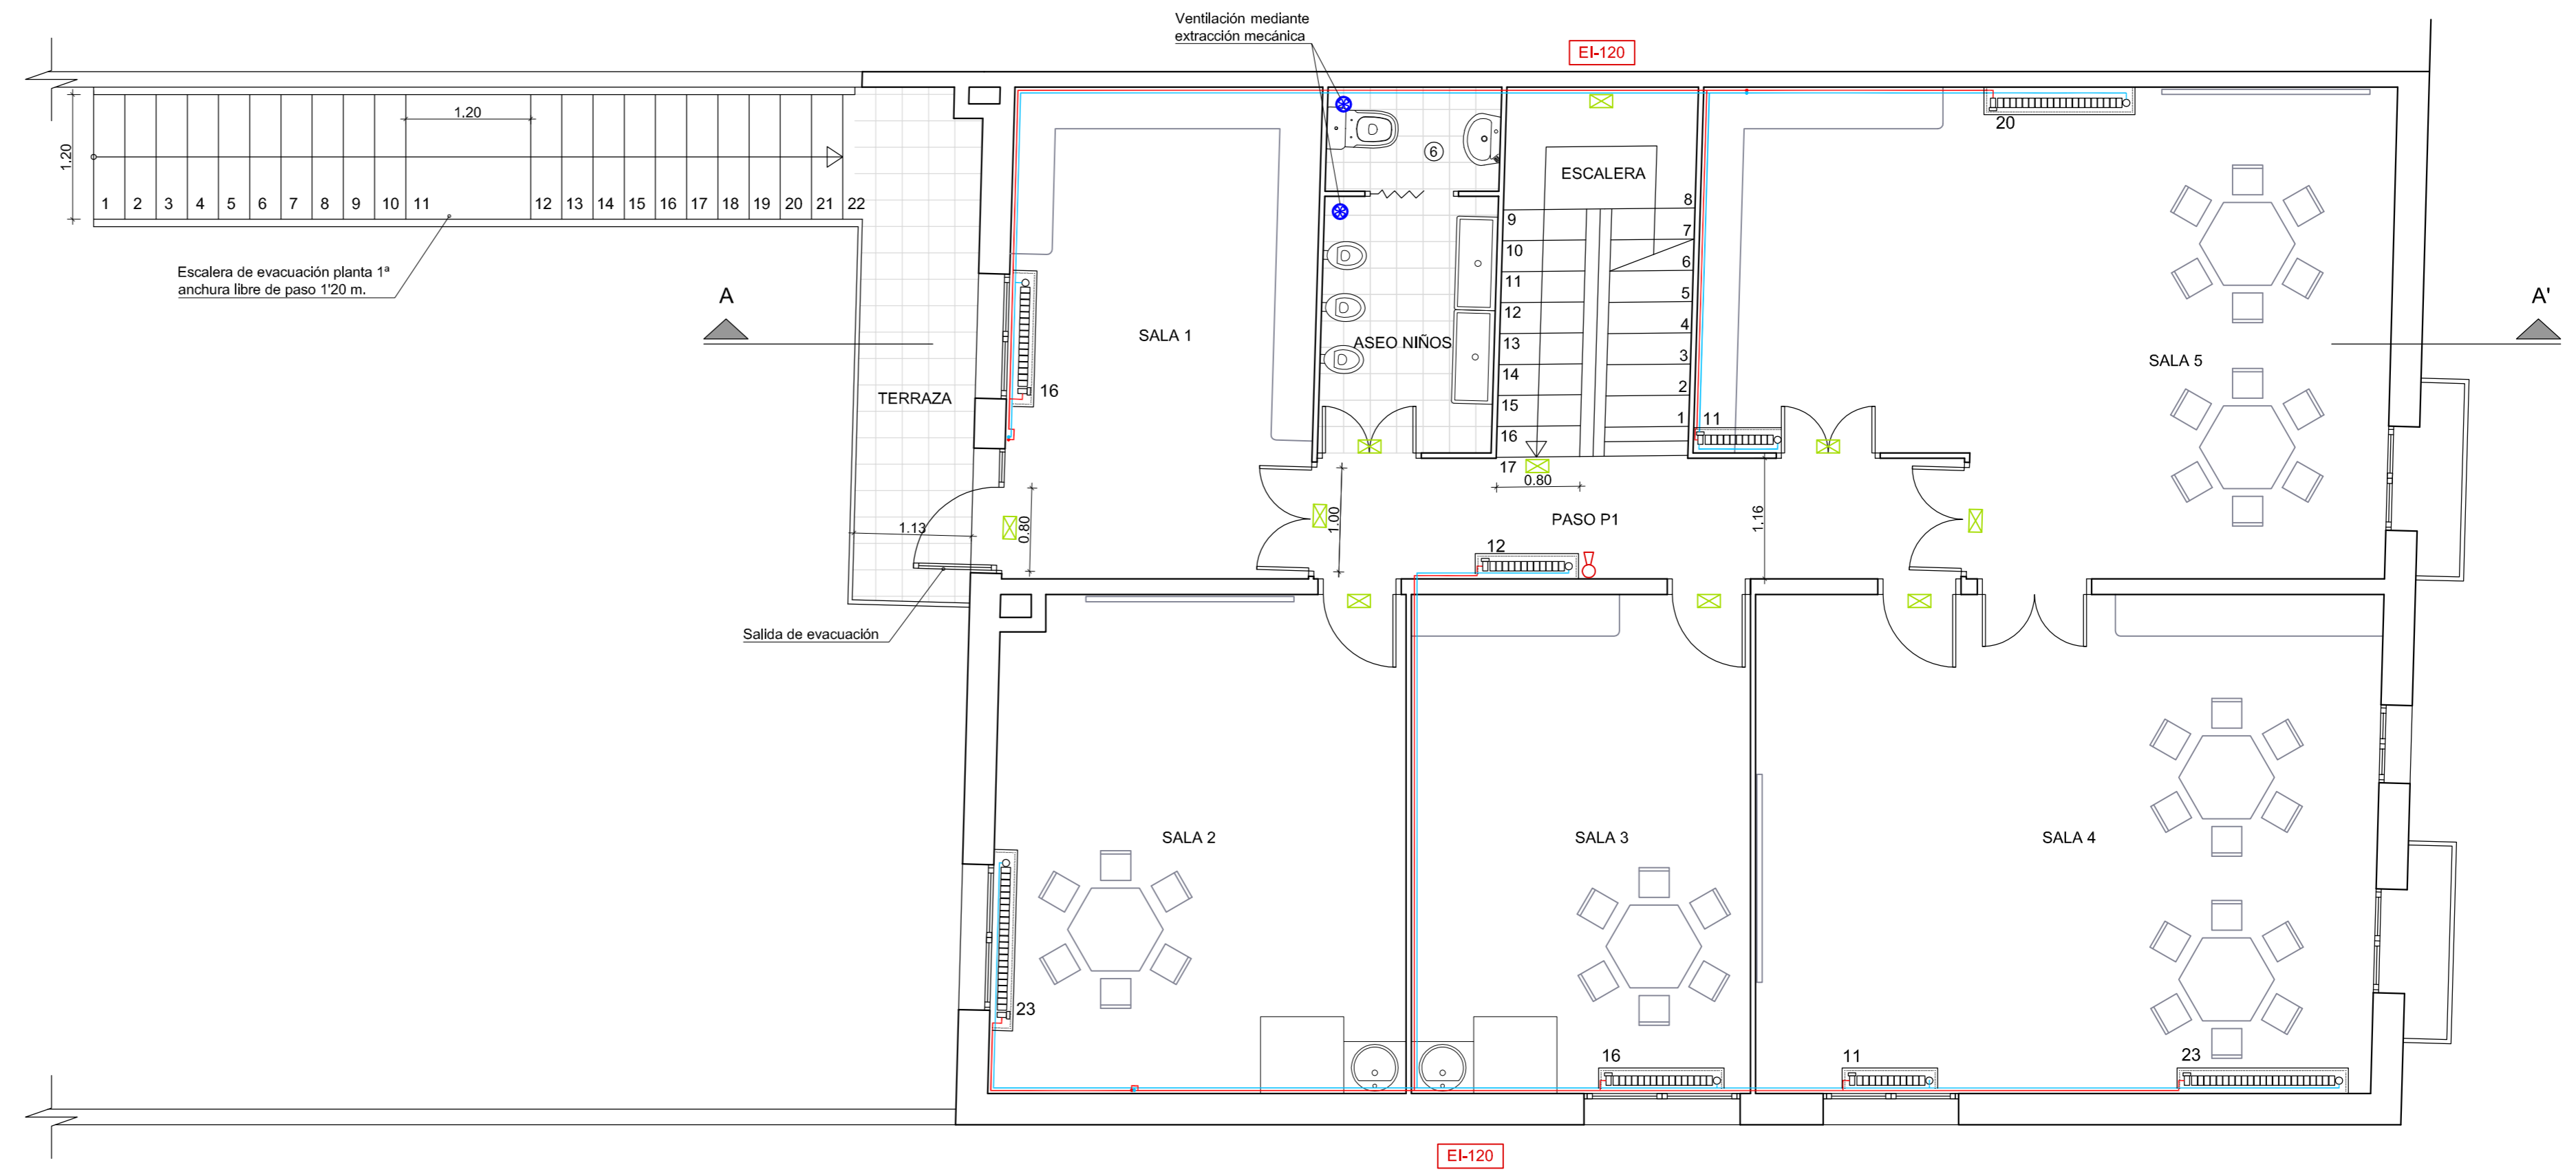 Ventilación mediante
extracción mecánica
EI-120
1.20
1.20
1 2 3 4 5 6 7 8 9 10 11 12 13 14 15 16 17 18 19 20 21 22
Escalera de evacuación planta 1ª
anchura libre de paso 1'20 m.
A
A'
TERRAZA
1.13
0.80
Salida de evacuación
SALA 1
16
6
ASEO NIÑOS
ESCALERA
8
9
7
10
6
11
5
12
4
13
3
14
2
15
1
16
17
0.80
1.00
PASO P1
1.16
12
20
11
SALA 5
SALA 2
23
SALA 3
16
SALA 4
11
23
EI-120